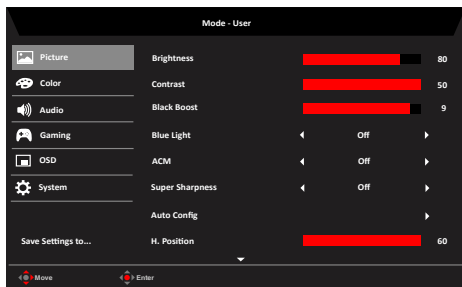 Mode - User
Picture
Brightness 80
Color
Contrast 50
Audio
Black Boost 9
Gaming
Blue Light Off
OSD
ACM Off
System
Super Sharpness Off
Auto Config
Save Settings to...
H. Position 60
Move Enter